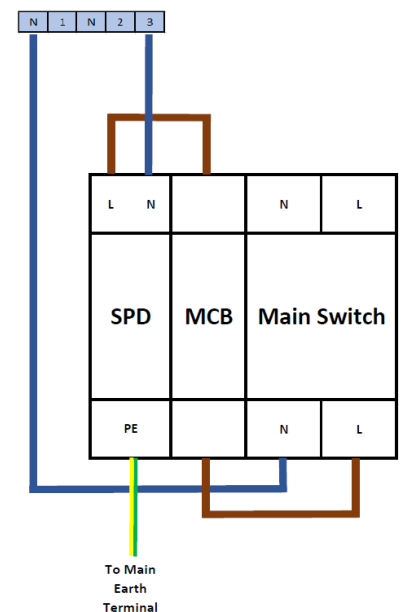 N 1 N 2 3
L N N L
SPD MCB Main Switch
PE N L
To Main
Earth
Terminal